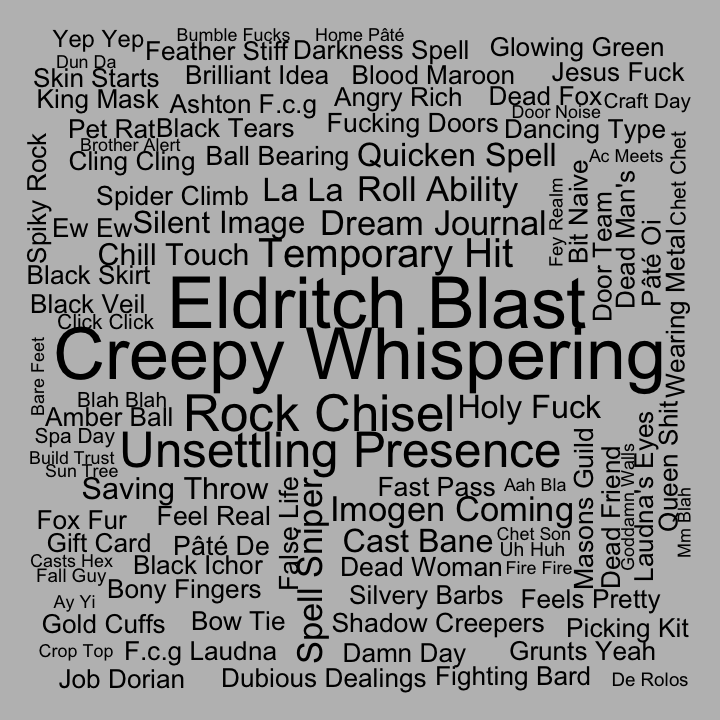 Yep Yep
Bumble Fucks
Home Pâté
Feather Stiff
Darkness Spell
Glowing Green
Dun Da
Skin Starts
Brilliant Idea
Blood Maroon
Jesus Fuck
King Mask
Ashton F.c.g
Angry Rich
Dead Fox
Craft Day
Door Noise
Pet Rat
Black Tears
Fucking Doors
Dancing Type
Brother Alert
Cling Cling
Ball Bearing
Quicken Spell
Ac Meets
Spiky Rock
Spider Climb
La La
Roll Ability
Fey Realm
Bit Naive
Door Team
Dead Man's
Pâté Oi
Chet Chet
Ew Ew
Silent Image
Dream Journal
Chill Touch
Temporary Hit
Wearing Metal
Black Skirt
Eldritch Blast
Black Veil
Click Click
Creepy Whispering
Bare Feet
Blah Blah
Amber Ball
Rock Chisel
Holy Fuck
Spa Day
Unsettling Presence
Build Trust
Sun Tree
Masons Guild
Dead Friend
Goddamn Walls
Laudna's Eyes
Queen Shit
Mm Blah
Saving Throw
False Life
Spell Sniper
Fast Pass
Aah Bla
Fox Fur
Feel Real
Imogen Coming
Gift Card
Pâté De
Cast Bane
Chet Son
Uh Huh
Casts Hex
Black Ichor
Dead Woman
Fire Fire
Fall Guy
Bony Fingers
Silvery Barbs
Feels Pretty
Ay Yi
Gold Cuffs
Bow Tie
Shadow Creepers
Picking Kit
Crop Top
F.c.g Laudna
Damn Day
Grunts Yeah
Job Dorian
Dubious Dealings
Fighting Bard
De Rolos